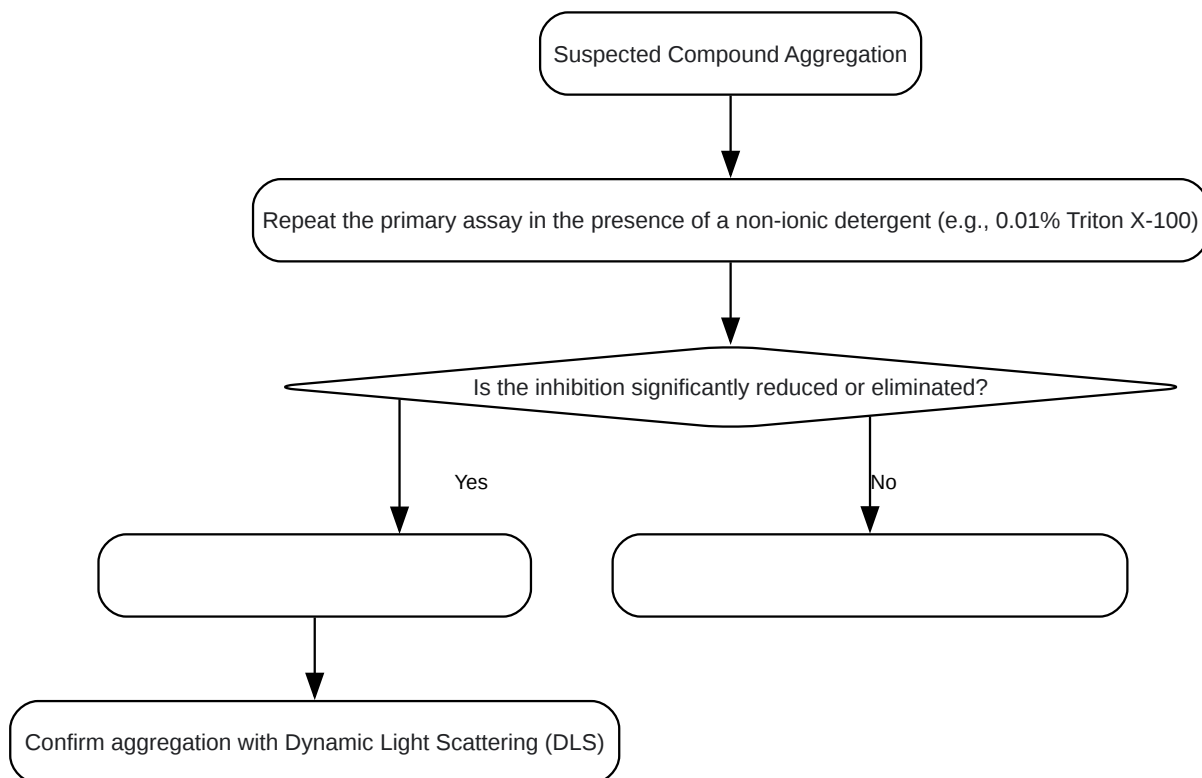 Suspected Compound Aggregation
Repeat the primary assay in the presence of a non-ionic detergent (e.g., 0.01% Triton X-100)
Is the inhibition significantly reduced or eliminated?
Yes
No
Confirm aggregation with Dynamic Light Scattering (DLS)